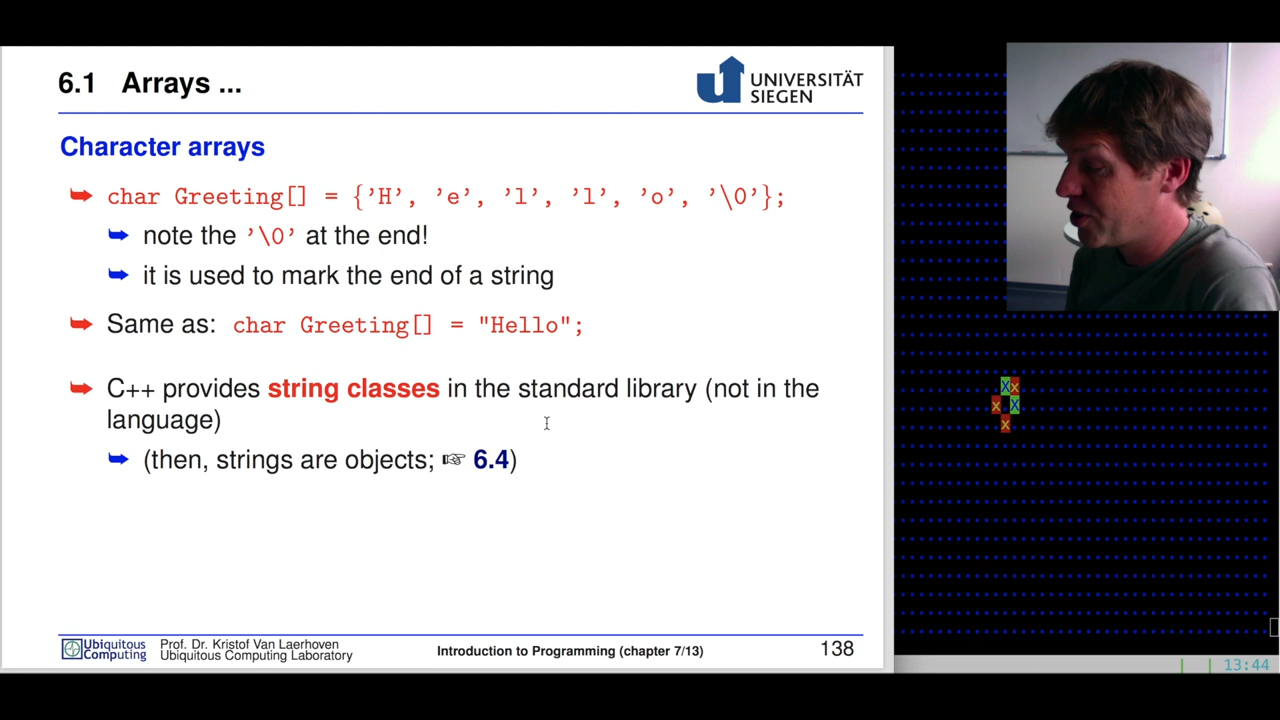 6.1 Arrays ...
UNIVERSITÄT
SIEGEN
Character arrays
char Greeting[] = {'H', 'e', 'l', 'l', 'o', '\0'};
note the '\0' at the end!
it is used to mark the end of a string
Same as: char Greeting[] = "Hello";
C++ provides string classes in the standard library (not in the
language)
(then, strings are objects; ☞ 6.4)
Ubiquitous
Computing
Prof. Dr. Kristof Van Laerhoven
Ubiquitous Computing Laboratory
Introduction to Programming (chapter 7/13)
138
X x
x X
x
| | 13:44